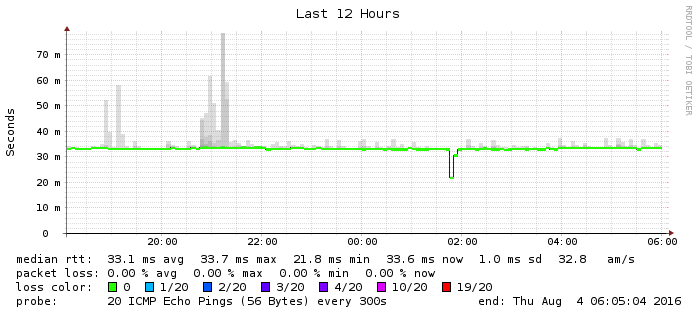 Last 12 Hours
RRDTOOL / TOBI OETIKER
Seconds
70 m
60 m
50 m
40 m
30 m
20 m
10 m
0
20:00 22:00 00:00 02:00 04:00 06:00
median rtt: 33.1 ms avg 33.7 ms max 21.8 ms min 33.6 ms now 1.0 ms sd 32.8 am/s
packet loss: 0.00 % avg 0.00 % max 0.00 % min 0.00 % now
loss color: 0 1/20 2/20 3/20 4/20 10/20 19/20
probe: 20 ICMP Echo Pings (56 Bytes) every 300s end: Thu Aug 4 06:05:04 2016